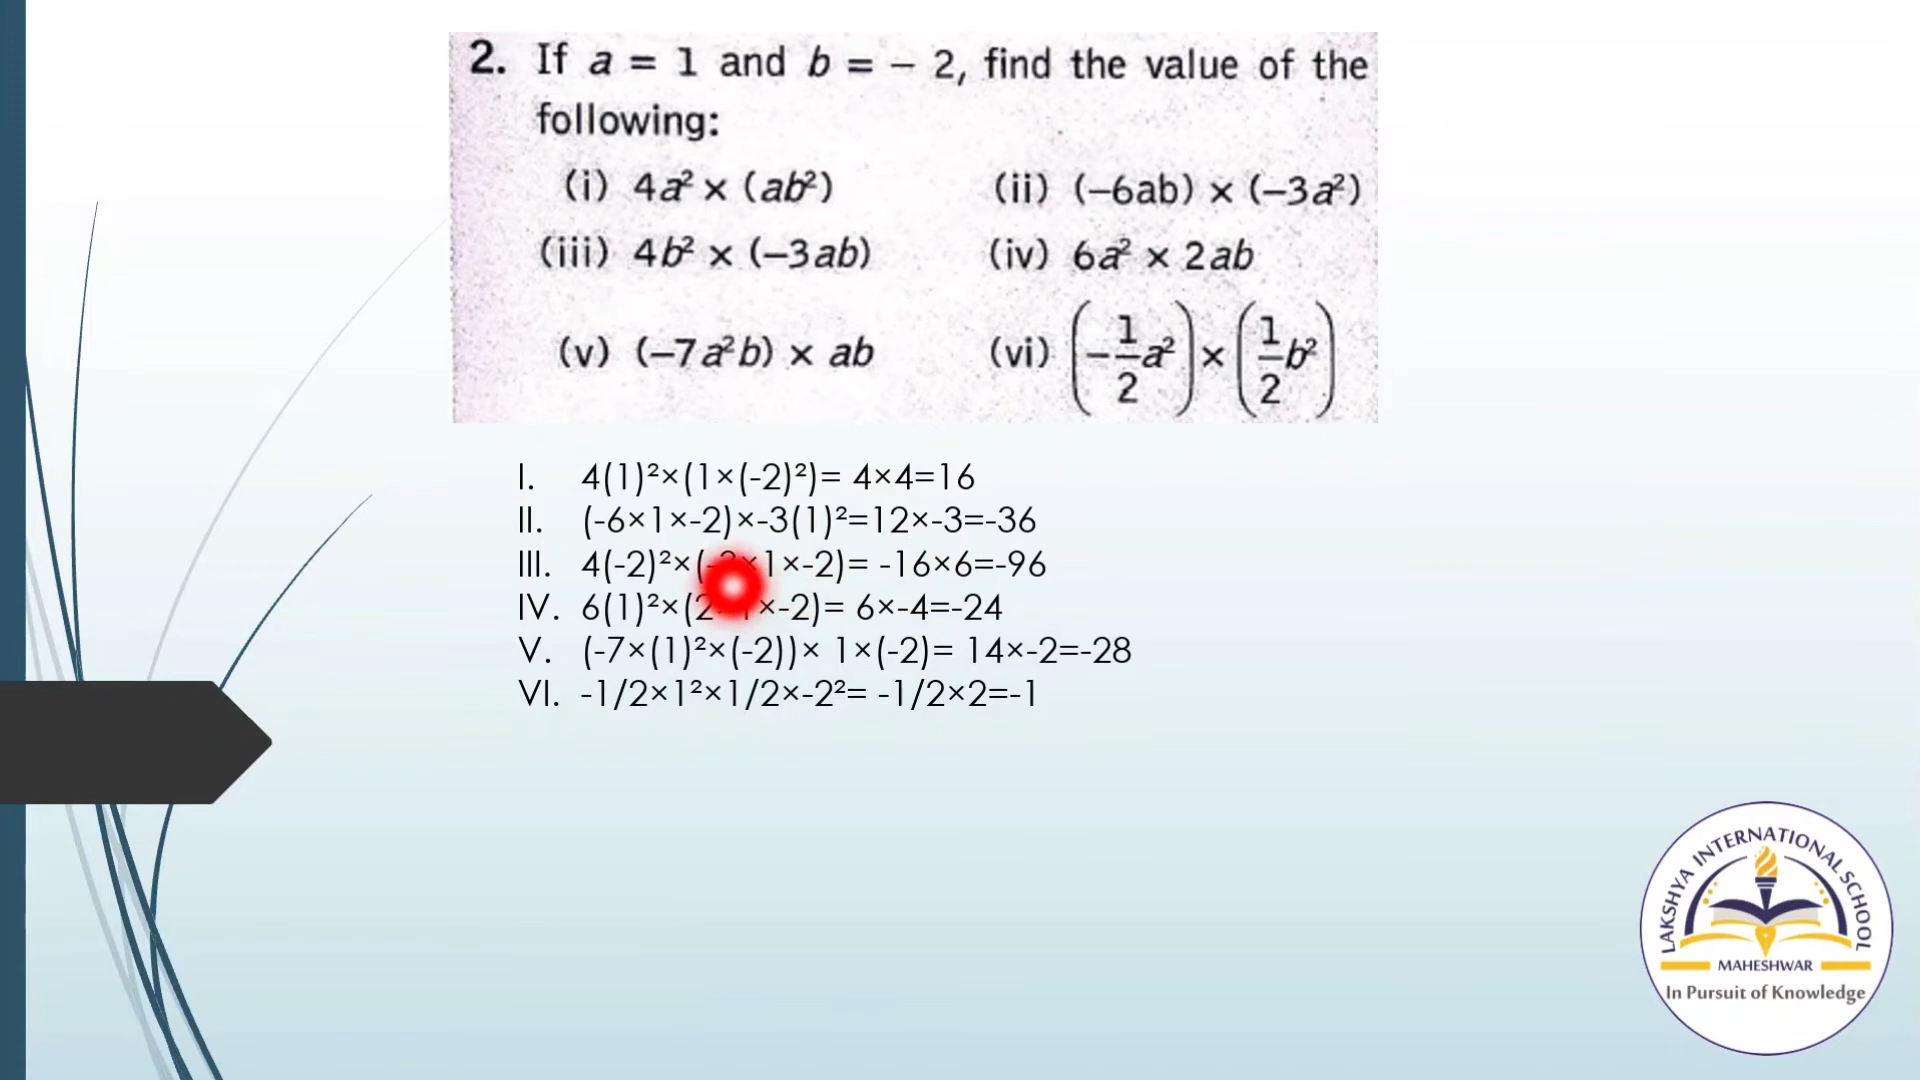 2. If a = 1 and b = – 2, find the value of the
following:
(i) 4a² × (ab²) (ii) (–6ab) × (–3a²)
(iii) 4b² × (–3ab) (iv) 6a² × 2ab
(v) (–7a²b) × ab (vi) (–1/2 a²) × (1/2 b²)
I. 4(1)²×(1×(-2)²)= 4×4=16
II. (-6×1×-2)×-3(1)²=12×-3=-36
III. 4(-2)²×( ×1×-2)= -16×6=-96
IV. 6(1)²×(2 ×-2)= 6×-4=-24
V. (-7×(1)²×(-2))× 1×(-2)= 14×-2=-28
VI. -1/2×1²×1/2×-2²= -1/2×2=-1
LAKSHYA INTERNATIONAL SCHOOL
MAHESHWAR
In Pursuit of Knowledge